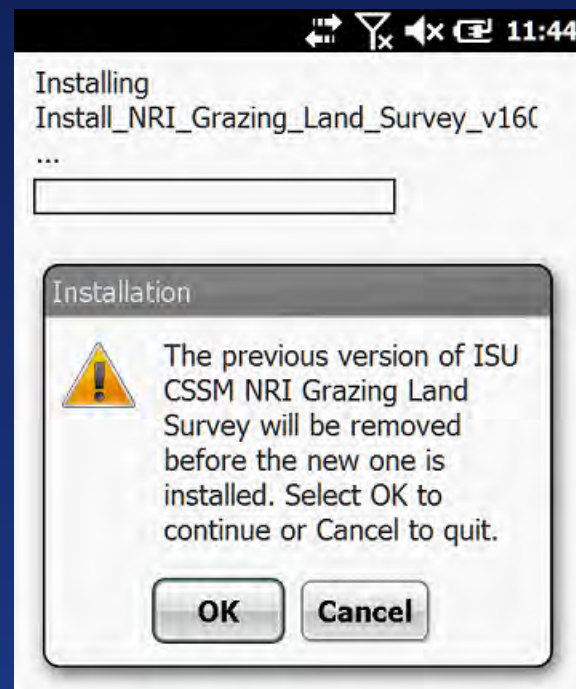 11:44
Installing
Install_NRI_Grazing_Land_Survey_v160
...
Installation
The previous version of ISU
CSSM NRI Grazing Land
Survey will be removed
before the new one is
installed. Select OK to
continue or Cancel to quit.
OK
Cancel